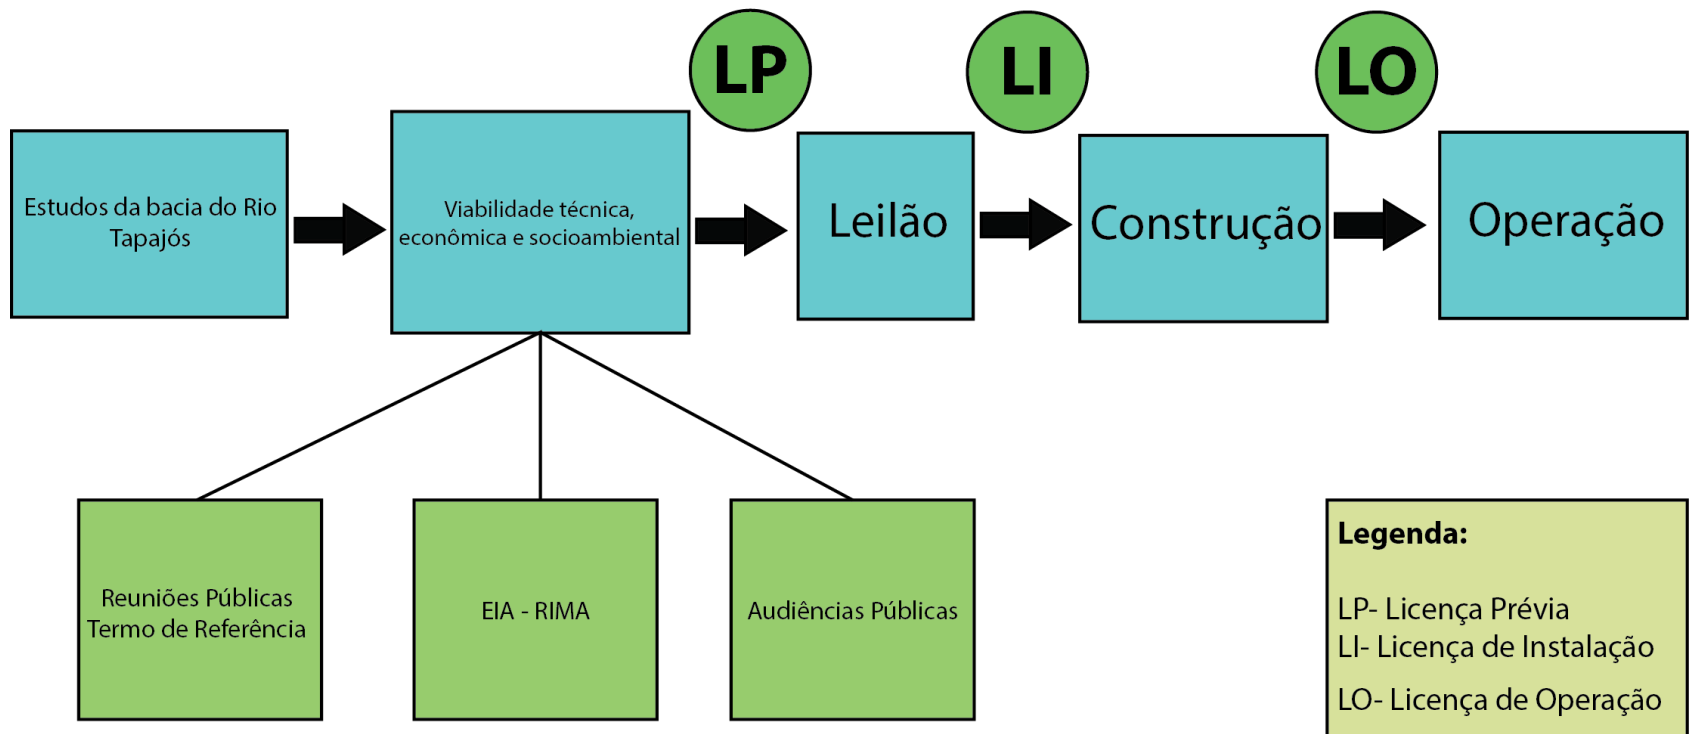 LP
LI
LO
Estudos da bacia do Rio
Tapajós
Viabilidade técnica,
econômica e socioambiental
Leilão
Construção
Operação
Reuniões Públicas
Termo de Referência
EIA - RIMA
Audiências Públicas
Legenda:
LP- Licença Prévia
LI- Licença de Instalação
LO- Licença de Operação